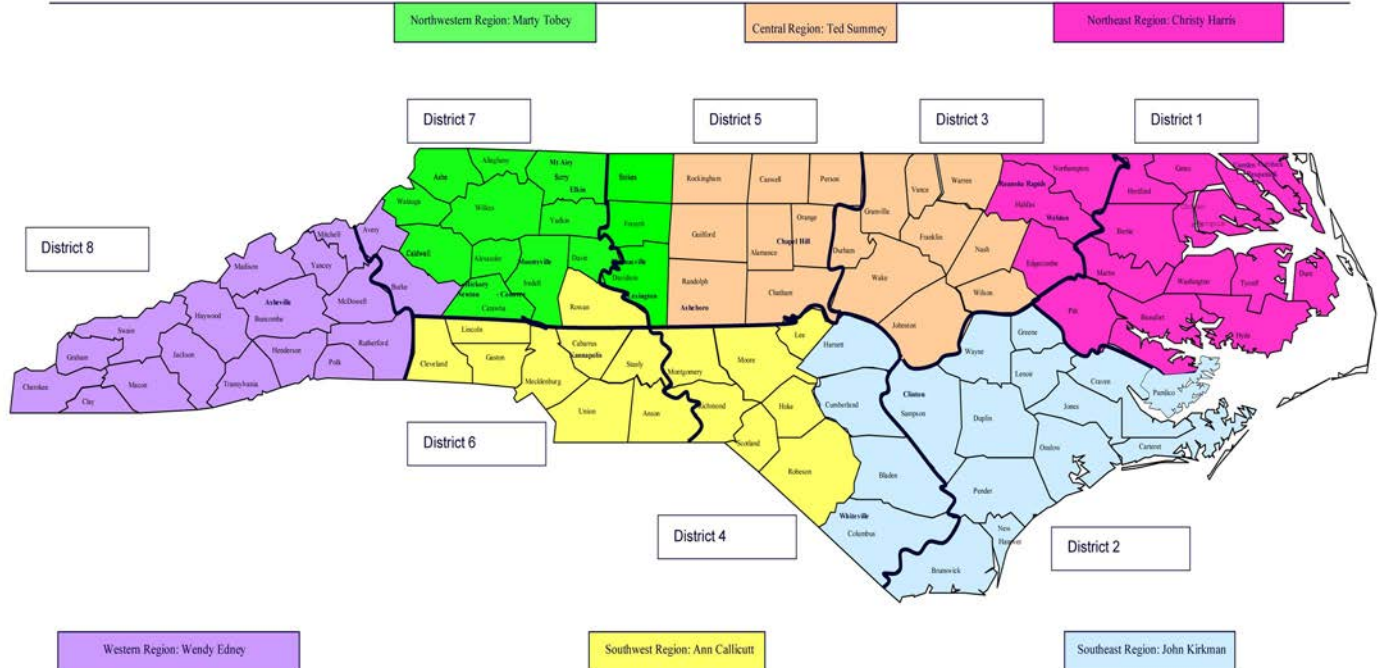 Northwestern Region: Marty Tobey
Central Region: Ted Summey
Northeast Region: Christy Harris
District 7
District 5
District 3
District 1
District 8
Alleghany
Mt Airy
Surry
Elkin
Ashe
Watauga
Wilkes
Yadkin
Caldwell
Alexander
Iredell
Davie
Hickory
Newton
Catawba
Stokes
Forsyth
Davidson
Rowan
Rockingham
Caswell
Person
Guilford
Alamance
Orange
Chapel Hill
Durham
Randolph
Asheboro
Chatham
Granville
Vance
Warren
Franklin
Nash
Wake
Wilson
Johnston
Northampton
Roanoke Rapids
Halifax
Weldon
Edgecombe
Hertford
Gates
Bertie
Martin
Washington
Tyrrell
Dare
Pitt
Beaufort
Hyde
Avery
Mitchell
Yancey
Madison
Burke
McDowell
Asheville
Buncombe
Haywood
Swain
Graham
Jackson
Henderson
Rutherford
Polk
Cherokee
Macon
Clay
Transylvania
Lincoln
Cleveland
Gaston
Cabarrus
Kannapolis
Stanly
Mecklenburg
Union
Anson
Montgomery
Moore
Lee
Richmond
Hoke
Scotland
Robeson
Harnett
Cumberland
Clinton
Sampson
Wayne
Greene
Lenoir
Craven
Pamlico
Jones
Duplin
Onslow
Carteret
Bladen
Pender
Whiteville
Columbus
New
Hanover
Brunswick
District 6
District 4
District 2
Western Region: Wendy Edney
Southwest Region: Ann Callicutt
Southeast Region: John Kirkman